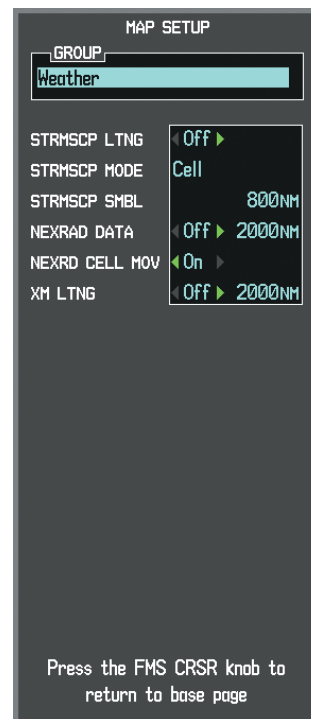 MAP SETUP
GROUP
Weather
STRMSCP LTNG Off
STRMSCP MODE Cell
STRMSCP SMBL 800NM
NEXRAD DATA Off 2000NM
NEXRD CELL MOV On
XM LTNG Off 2000NM
Press the FMS CRSR knob to
return to base page